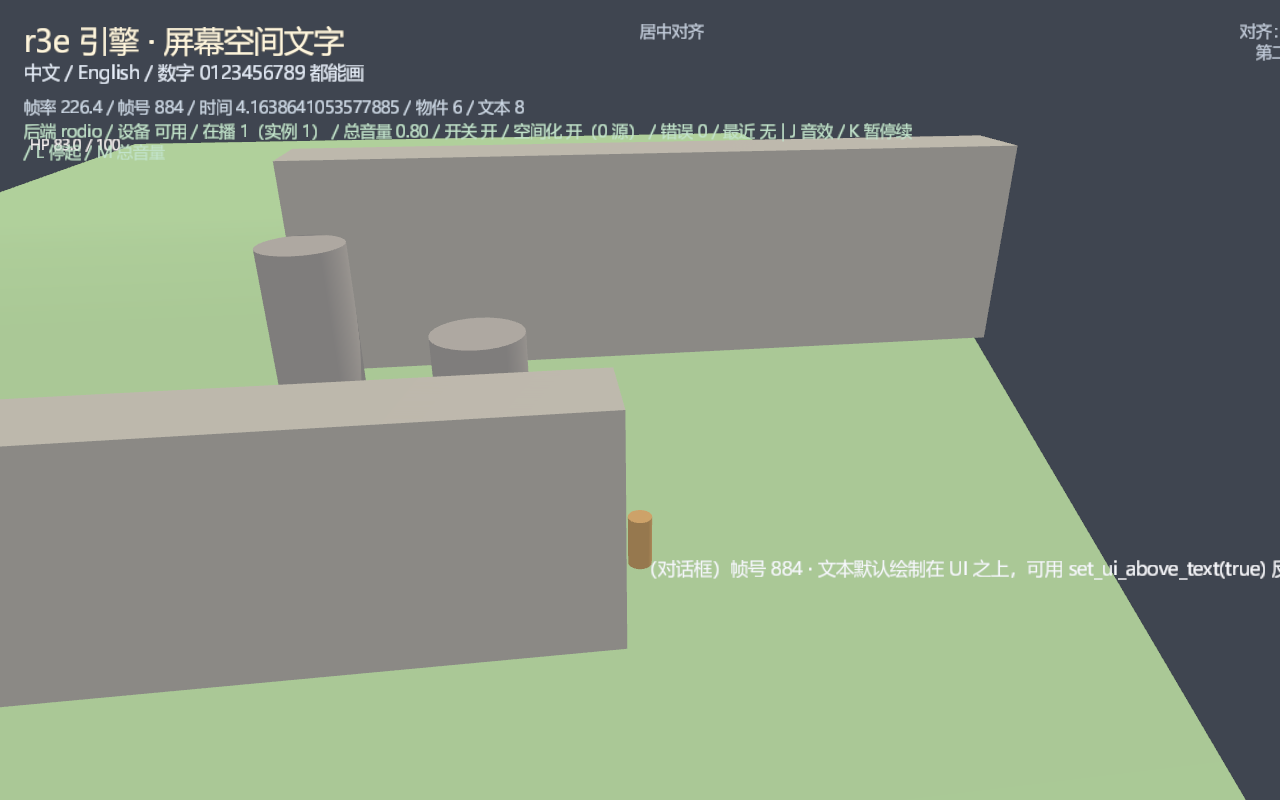 r3e 引擎 · 屏幕空间文字
居中对齐
对齐：
第二
中文 / English / 数字 0123456789 都能画
帧率 226.4 / 帧号 884 / 时间 4.1638641053577885 / 物件 6 / 文本 8
后端 rodio / 设备 可用 / 在播 1（实例 1） / 总音量 0.80 / 开关 开 / 空间化 开（0 源） / 错误 0 / 最近 无 | J 音效 / K 暂停续
/ L 停起 / M 总音量
HP 83.0 / 100
（对话框）帧号 884 · 文本默认绘制在 UI 之上，可用 set_ui_above_text(true) 反